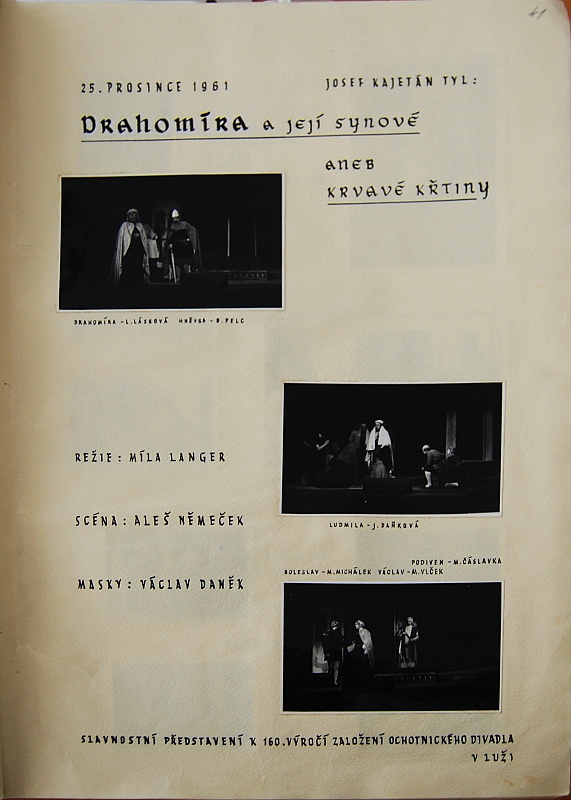 41
25. PROSINCE 1961
JOSEF KAJETÁN TYL:
DRAHOMÍRA A JEJÍ SYNOVÉ
ANEB
KRVAVÉ KŘTINY
DRAHOMÍRA - L. LÁSKOVÁ HNĚVSA - B. PELC
REŽIE: MÍLA LANGER
LUDMILA - J. DAŇKOVÁ
SCÉNA: ALEŠ NĚMEČEK
PODIVEN - M. ČÁSLAVKA
BOLESLAV - M. MICHÁLEK VÁCLAV - M. VLČEK
MASKY: VÁCLAV DANĚK
SLAVNOSTNÍ PŘEDSTAVENÍ K 160. VÝROČÍ ZALOŽENÍ OCHOTNICKÉHO DIVADLA
V LUŽI